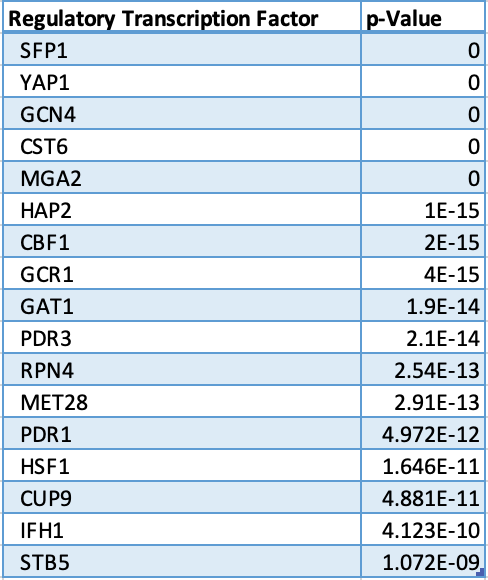 Regulatory Transcription Factor p-Value
SFP1 0
YAP1 0
GCN4 0
CST6 0
MGA2 0
HAP2 1E-15
CBF1 2E-15
GCR1 4E-15
GAT1 1.9E-14
PDR3 2.1E-14
RPN4 2.54E-13
MET28 2.91E-13
PDR1 4.972E-12
HSF1 1.646E-11
CUP9 4.881E-11
IFH1 4.123E-10
STB5 1.072E-09